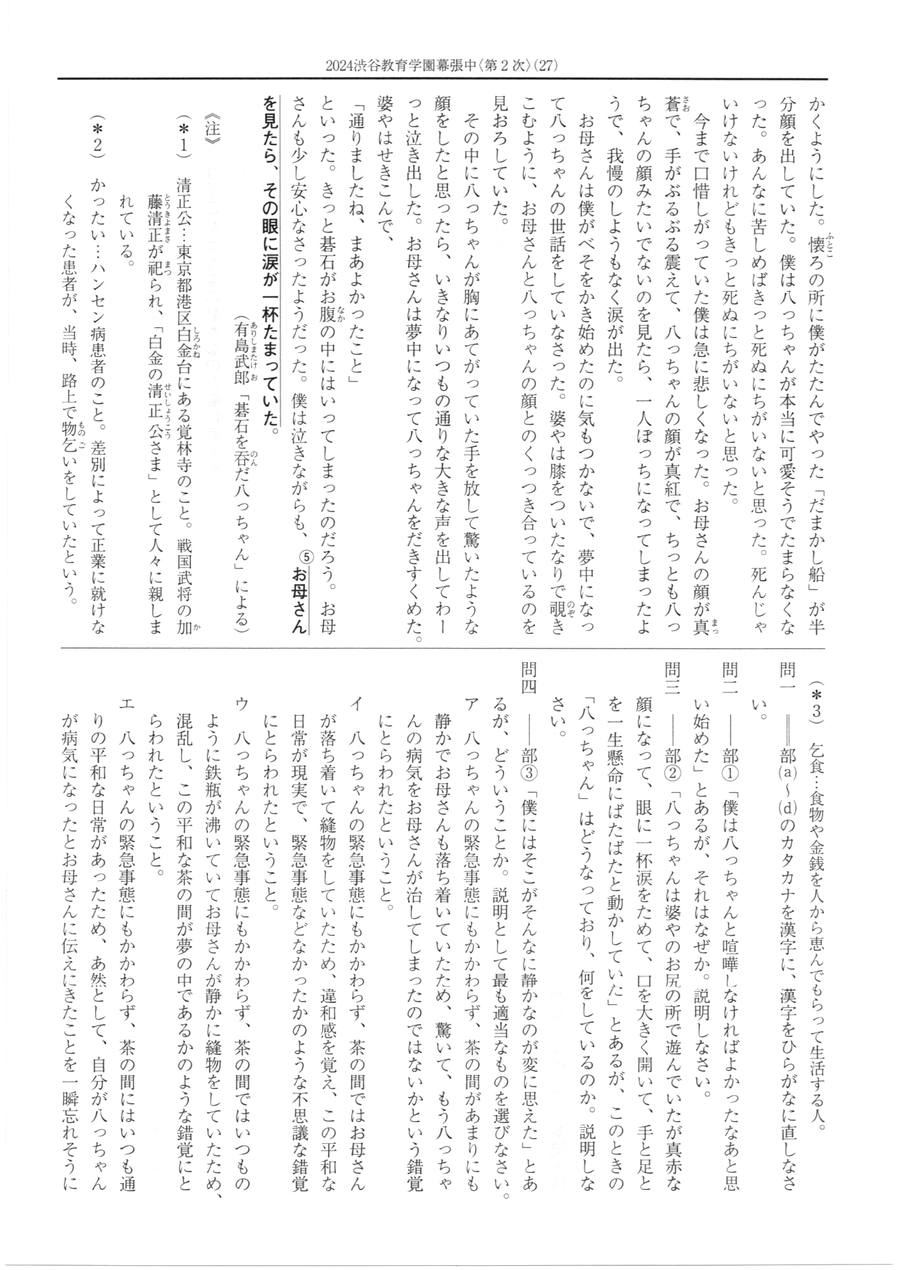 2024渋谷教育学園幕張中〈第2次〉(27)
かくようにした。懐ろの所に僕がたたんでやった「だまかし船」が半
分顔を出していた。僕は八っちゃんが本当に可愛そうでたまらなくな
った。あんなに苦しめばきっと死ぬにちがいないと思った。死んじゃ
いけないけれどもきっと死ぬにちがいないと思った。
今まで口惜しがっていた僕は急に悲しくなった。お母さんの顔が真
蒼で、手がぶるぶる震えて、八っちゃんの顔が真紅で、ちっとも八っ
ちゃんの顔みたいでないのを見たら、一人ぼっちになってしまったよ
うで、我慢のしようもなく涙が出た。
お母さんは僕がべそをかき始めたのに気もつかないで、夢中になっ
て八っちゃんの世話をしていなさった。婆やは膝をついたなりで覗き
こむように、お母さんと八っちゃんの顔とのくっつき合っているのを
見おろしていた。
その中に八っちゃんが胸にあてがっていた手を放して驚いたような
顔をしたと思ったら、いきなりいつもの通りな大きな声を出してわー
っと泣き出した。お母さんは夢中になって八っちゃんをだきすくめた。
婆やはせきこんで、
「通りましたね、まあよかったこと」
といった。きっと碁石がお腹の中にはいってしまったのだろう。お母
さんも少し安心なさったようだった。僕は泣きながらも、⑤お母さん
を見たら、その眼に涙が一杯たまっていた。
(有島武郎「碁石を呑だ八っちゃん」による)
《注》
(*1) 清正公…東京都港区白金台にある覚林寺のこと。戦国武将の加
藤清正が祀られ、「白金の清正公さま」として人々に親しま
れている。
(*2) かったい…ハンセン病患者のこと。差別によって正業に就けな
くなった患者が、当時、路上で物乞いをしていたという。
(*3) 乞食…食物や金銭を人から恵んでもらって生活する人。
問一 ══部(a)〜(d)のカタカナを漢字に、漢字をひらがなに直しなさ
い。
問二 ――部①「僕は八っちゃんと喧嘩しなければよかったなあと思
い始めた」とあるが、それはなぜか。説明しなさい。
問三 ――部②「八っちゃんは婆やのお尻の所で遊んでいたが真赤な
顔になって、眼に一杯涙をためて、口を大きく開いて、手と足と
を一生懸命にばたばたと動かしていた」とあるが、このときの
「八っちゃん」はどうなっており、何をしているのか。説明しな
さい。
問四 ――部③「僕にはそこがそんなに静かなのが変に思えた」とあ
るが、どういうことか。説明として最も適当なものを選びなさい。
ア 八っちゃんの緊急事態にもかかわらず、茶の間があまりにも
静かでお母さんも落ち着いていたため、驚いて、もう八っちゃ
んの病気をお母さんが治してしまったのではないかという錯覚
にとらわれたということ。
イ 八っちゃんの緊急事態にもかかわらず、茶の間ではお母さん
が落ち着いて縫物をしていたため、違和感を覚え、この平和な
日常が現実で、緊急事態などなかったかのような不思議な錯覚
にとらわれたということ。
ウ 八っちゃんの緊急事態にもかかわらず、茶の間ではいつもの
ように鉄瓶が沸いていてお母さんが静かに縫物をしていたため、
混乱し、この平和な茶の間が夢の中であるかのような錯覚にと
らわれたということ。
エ 八っちゃんの緊急事態にもかかわらず、茶の間にはいつも通
りの平和な日常があったため、あ然として、自分が八っちゃん
が病気になったとお母さんに伝えにきたことを一瞬忘れそうに